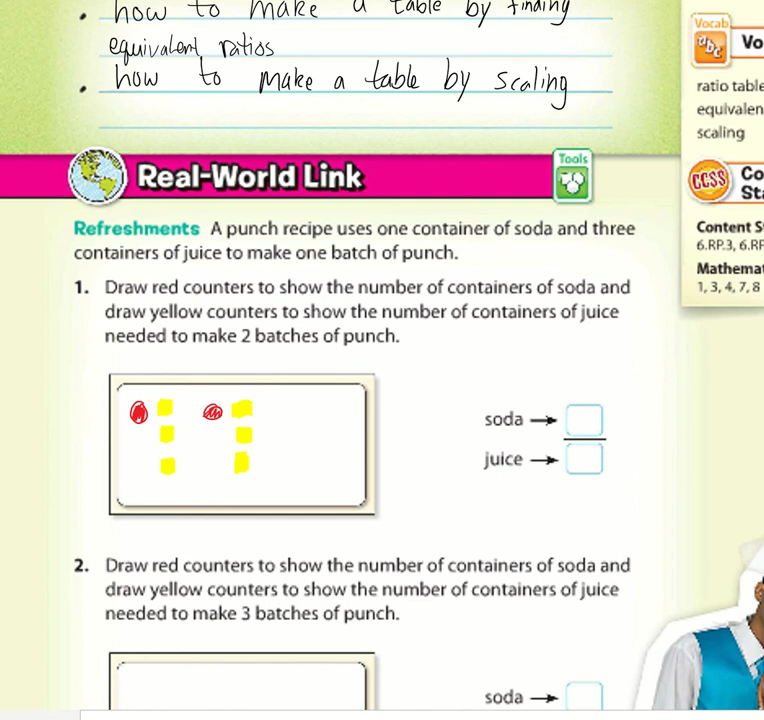 • how to make a table by finding
equivalent ratios
• how to make a table by scaling
Real-World Link
Tools
Refreshments A punch recipe uses one container of soda and three
containers of juice to make one batch of punch.
1. Draw red counters to show the number of containers of soda and
draw yellow counters to show the number of containers of juice
needed to make 2 batches of punch.
soda →
juice →
2. Draw red counters to show the number of containers of soda and
draw yellow counters to show the number of containers of juice
needed to make 3 batches of punch.
soda →
Vocab
abc
Vo
ratio table
equivalen
scaling
CCSS
Co
Sta
Content S
6.RP.3, 6.RP
Mathemat
1, 3, 4, 7, 8